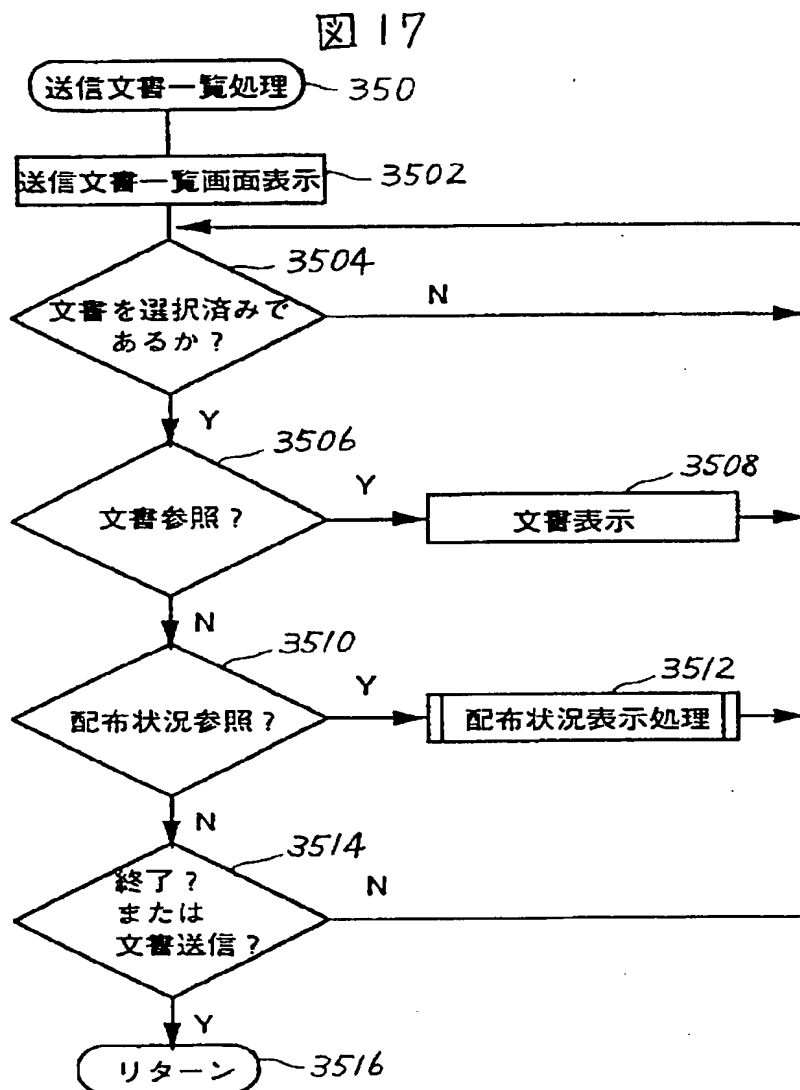 図 17
送信文書一覧処理 350
送信文書一覧画面表示 3502
3504
文書を選択済みで
あるか？
N
Y
3506
文書参照？
Y
3508
文書表示
N
3510
配布状況参照？
Y
3512
配布状況表示処理
N
3514
終了？
または
文書送信？
N
Y
リターン 3516